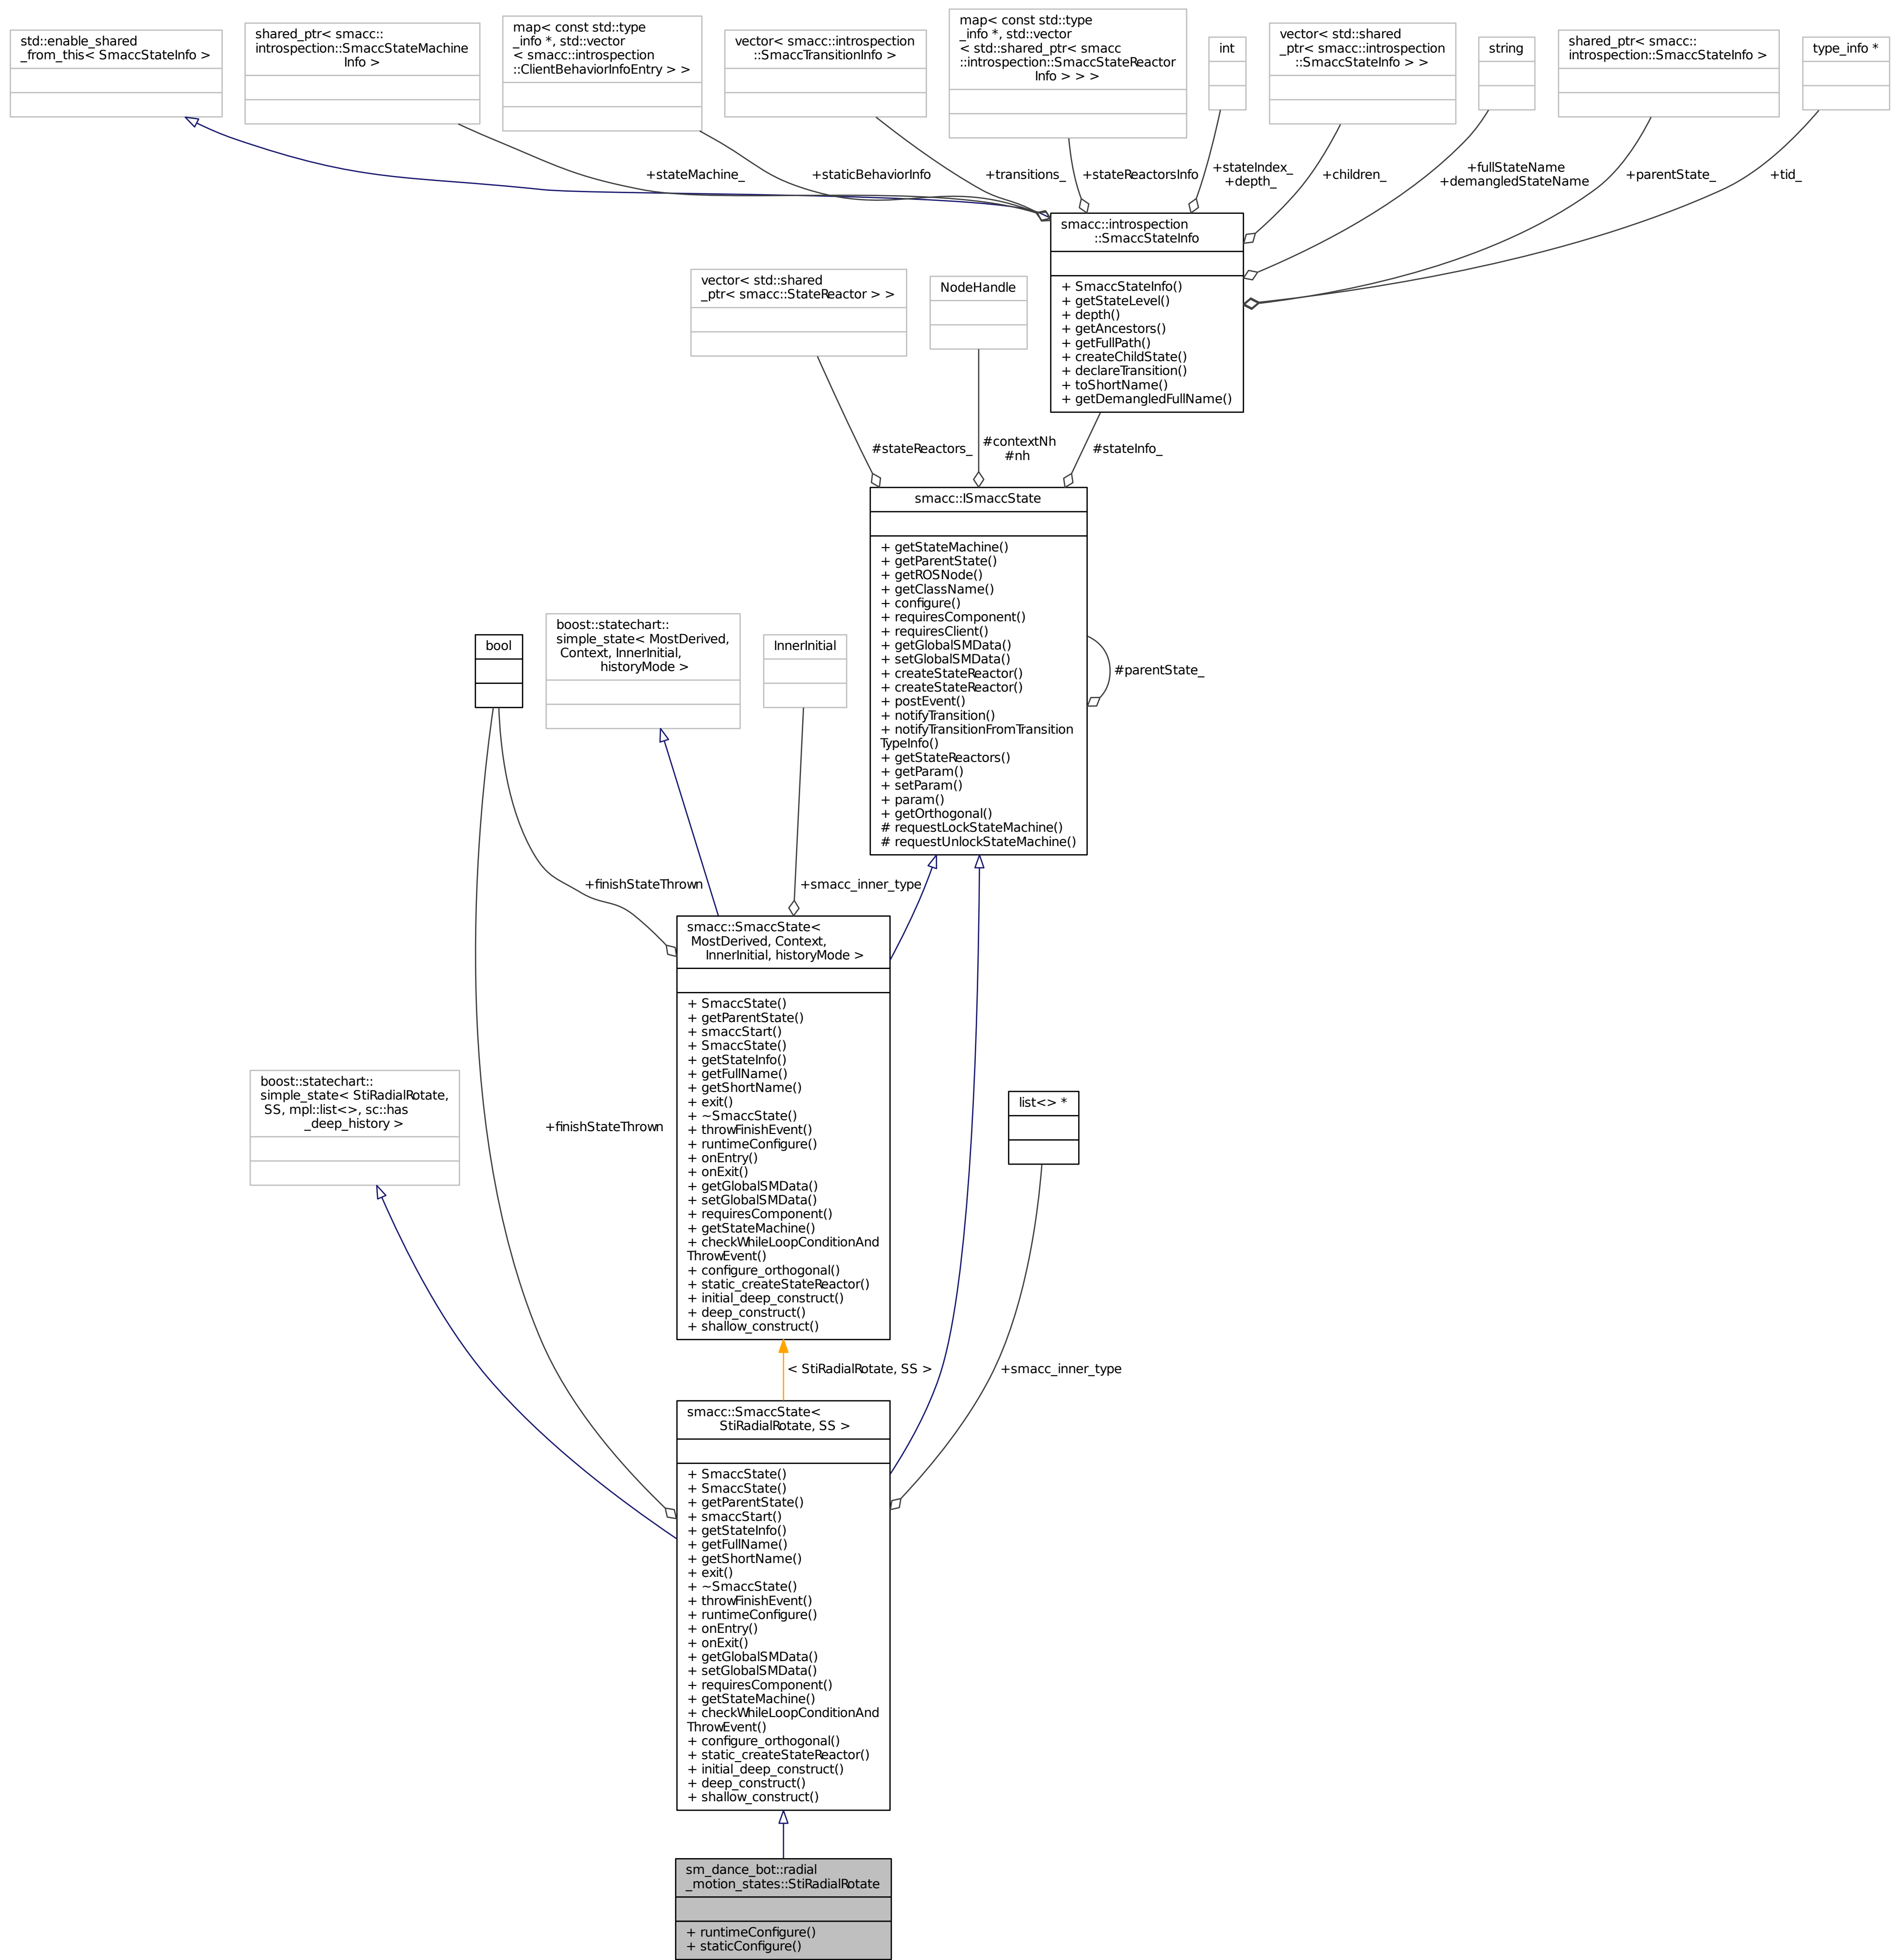 std::enable_shared
_from_this< SmaccStateInfo >
shared_ptr< smacc::
introspection::SmaccStateMachine
Info >
map< const std::type
_info *, std::vector
< smacc::introspection
::ClientBehaviorInfoEntry > >
vector< smacc::introspection
::SmaccTransitionInfo >
map< const std::type
_info *, std::vector
< std::shared_ptr< smacc
::introspection::SmaccStateReactor
Info > > >
int
vector< std::shared
_ptr< smacc::introspection
::SmaccStateInfo > >
string
shared_ptr< smacc::
introspection::SmaccStateInfo >
type_info *
+stateMachine_
+staticBehaviorInfo
+transitions_
+stateReactorsInfo
+stateIndex_
+depth_
+children_
+fullStateName
+demangledStateName
+parentState_
+tid_
smacc::introspection
::SmaccStateInfo
+ SmaccStateInfo()
+ getStateLevel()
+ depth()
+ getAncestors()
+ getFullPath()
+ createChildState()
+ declareTransition()
+ toShortName()
+ getDemangledFullName()
vector< std::shared
_ptr< smacc::StateReactor > >
NodeHandle
#stateReactors_
#contextNh
#nh
#stateInfo_
smacc::ISmaccState
+ getStateMachine()
+ getParentState()
+ getROSNode()
+ getClassName()
+ configure()
+ requiresComponent()
+ requiresClient()
+ getGlobalSMData()
+ setGlobalSMData()
+ createStateReactor()
+ createStateReactor()
+ postEvent()
+ notifyTransition()
+ notifyTransitionFromTransition
TypeInfo()
+ getStateReactors()
+ getParam()
+ setParam()
+ param()
+ getOrthogonal()
# requestLockStateMachine()
# requestUnlockStateMachine()
#parentState_
bool
boost::statechart::
simple_state< MostDerived,
Context, InnerInitial,
historyMode >
InnerInitial
+finishStateThrown
+smacc_inner_type
smacc::SmaccState<
MostDerived, Context,
InnerInitial, historyMode >
+ SmaccState()
+ getParentState()
+ smaccStart()
+ SmaccState()
+ getStateInfo()
+ getFullName()
+ getShortName()
+ exit()
+ ~SmaccState()
+ throwFinishEvent()
+ runtimeConfigure()
+ onEntry()
+ onExit()
+ getGlobalSMData()
+ setGlobalSMData()
+ requiresComponent()
+ getStateMachine()
+ checkWhileLoopConditionAnd
ThrowEvent()
+ configure_orthogonal()
+ static_createStateReactor()
+ initial_deep_construct()
+ deep_construct()
+ shallow_construct()
boost::statechart::
simple_state< StiRadialRotate,
SS, mpl::list<>, sc::has
_deep_history >
+finishStateThrown
list<> *
< StiRadialRotate, SS >
+smacc_inner_type
smacc::SmaccState<
StiRadialRotate, SS >
+ SmaccState()
+ SmaccState()
+ getParentState()
+ smaccStart()
+ getStateInfo()
+ getFullName()
+ getShortName()
+ exit()
+ ~SmaccState()
+ throwFinishEvent()
+ runtimeConfigure()
+ onEntry()
+ onExit()
+ getGlobalSMData()
+ setGlobalSMData()
+ requiresComponent()
+ getStateMachine()
+ checkWhileLoopConditionAnd
ThrowEvent()
+ configure_orthogonal()
+ static_createStateReactor()
+ initial_deep_construct()
+ deep_construct()
+ shallow_construct()
sm_dance_bot::radial
_motion_states::StiRadialRotate
+ runtimeConfigure()
+ staticConfigure()